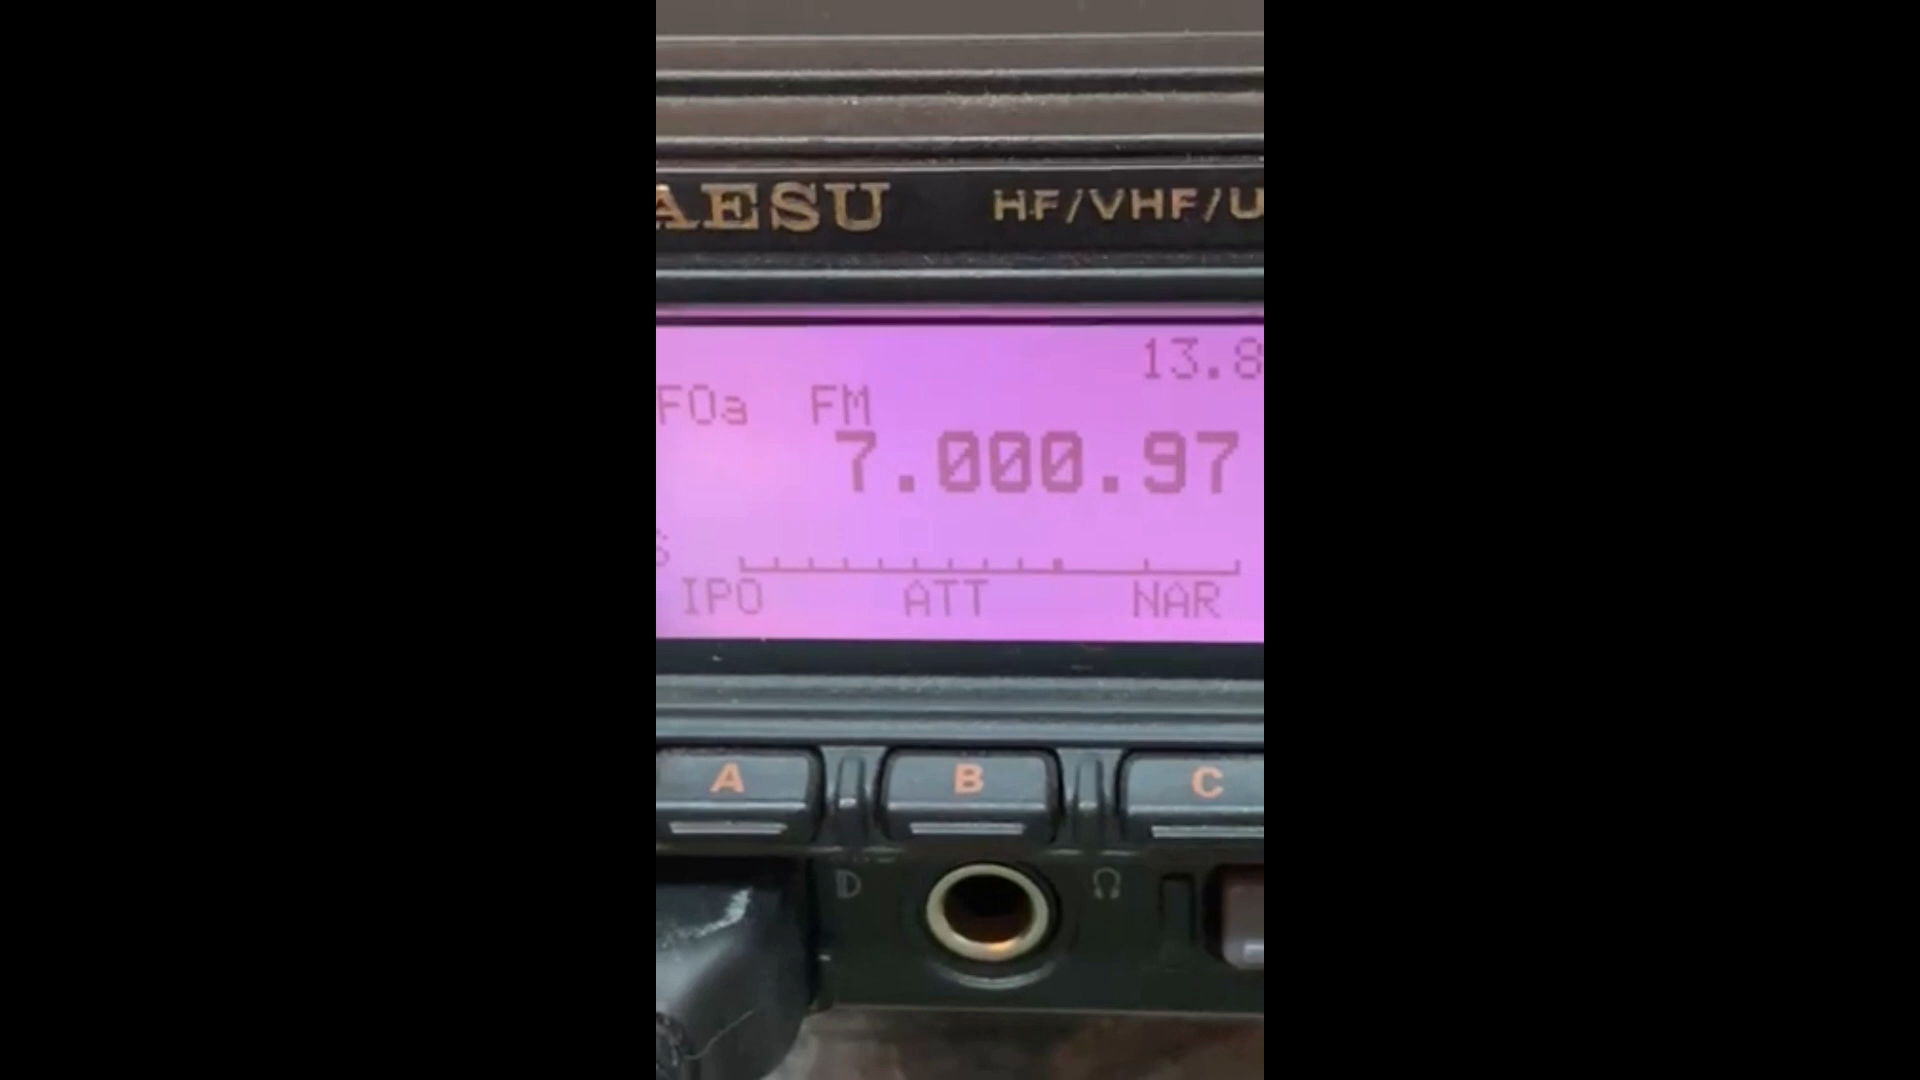 AESU HF/VHF/U
13.8
FOa FM
7.000.97
S
IPO ATT NAR
A B C
D